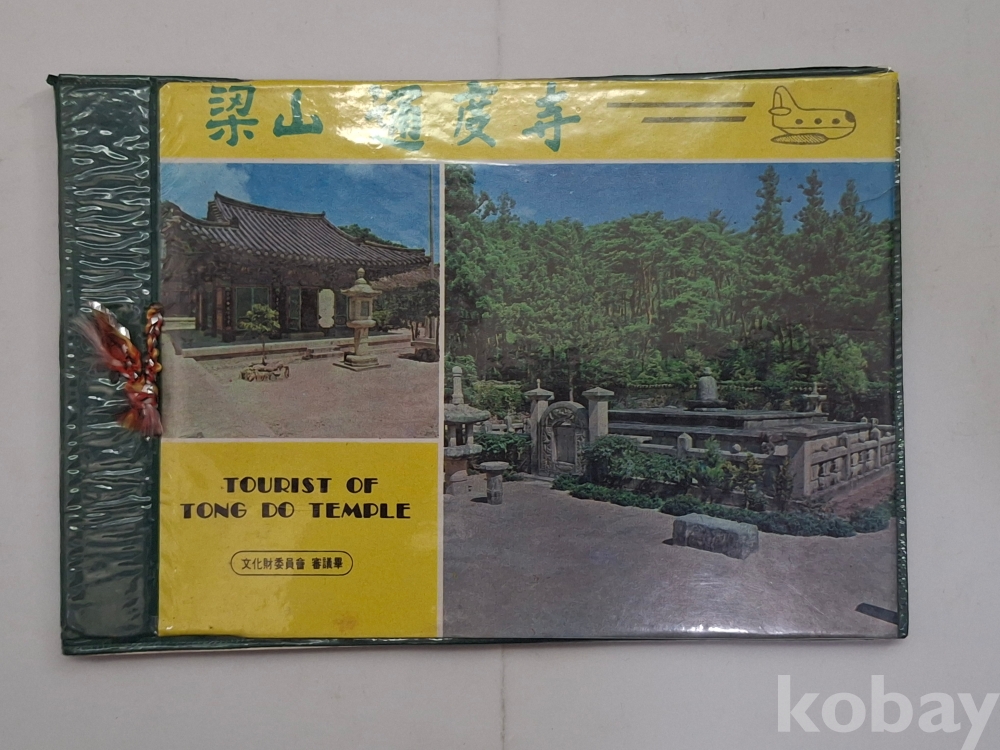 梁山 通度寺
TOURIST OF
TONG DO TEMPLE
文化財委員會 審議畢
kobay